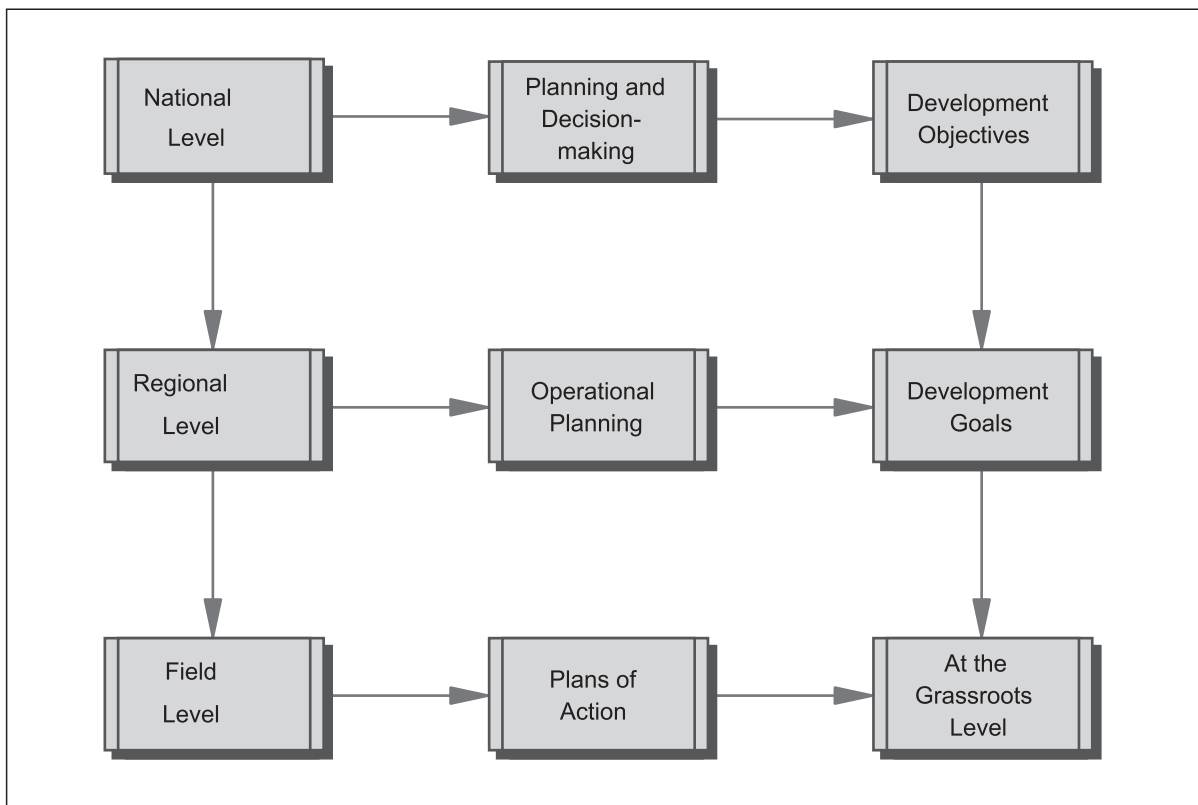 National
Level
Planning and
Decision-
making
Development
Objectives
Regional
Level
Operational
Planning
Development
Goals
Field
Level
Plans of
Action
At the
Grassroots
Level